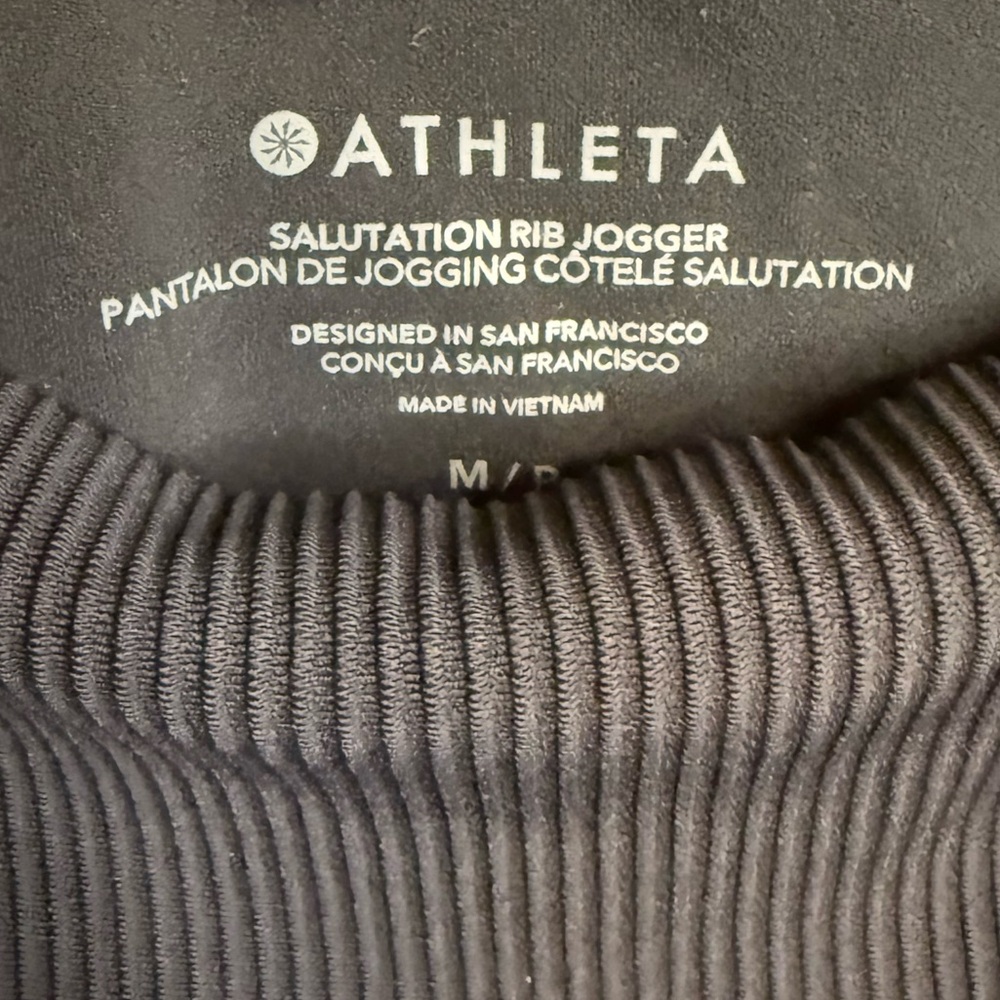 ATHLETA
SALUTATION RIB JOGGER
PANTALON DE JOGGING CÔTELÉ SALUTATION
DESIGNED IN SAN FRANCISCO
CONÇU À SAN FRANCISCO
MADE IN VIETNAM
M /